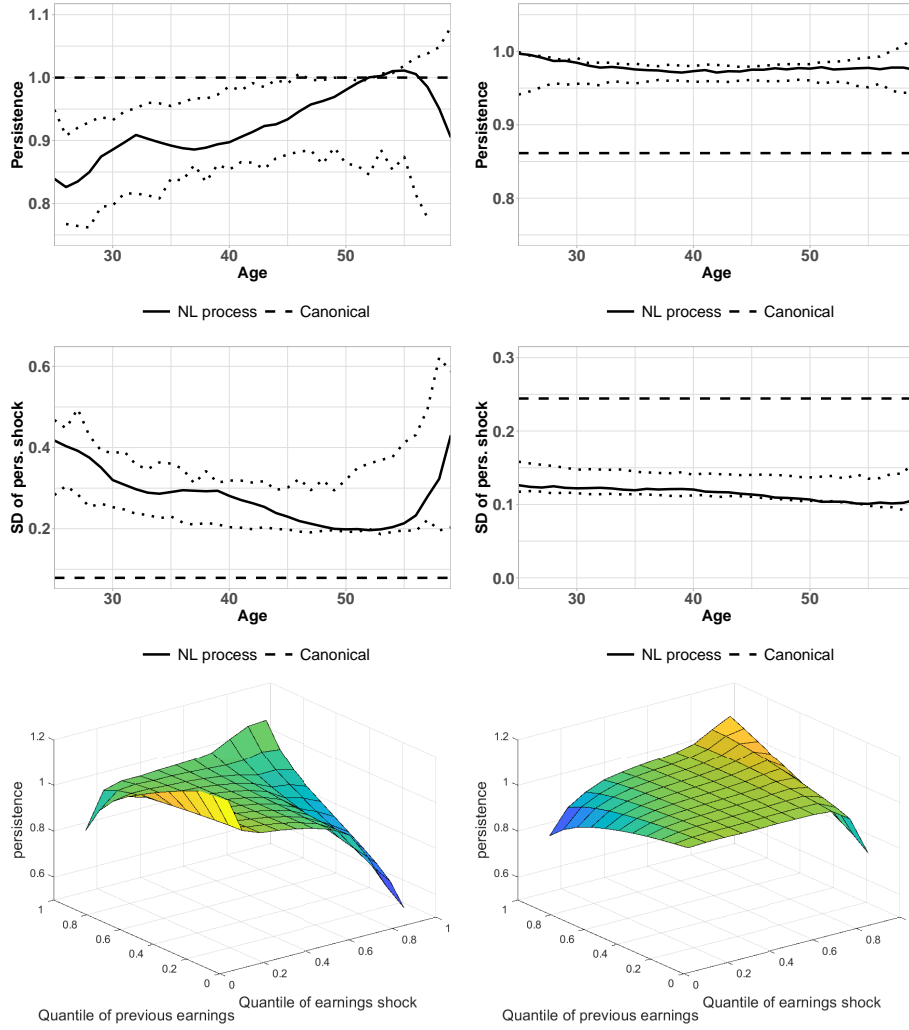 1.1
1.0
0.9
0.8
Persistence
30 40 50
Age
NL process Canonical
1.0
0.9
0.8
Persistence
30 40 50
Age
NL process Canonical
0.6
0.4
0.2
SD of pers. shock
30 40 50
Age
NL process Canonical
0.3
0.2
0.1
0.0
SD of pers. shock
30 40 50
Age
NL process Canonical
1.2
1
0.8
0.6
persistence
1
0.8
0.6
0.4
0.2
0
Quantile of previous earnings
0
0.2
0.4
0.6
0.8
1
Quantile of earnings shock
1.2
1
0.8
0.6
persistence
1
0.8
0.6
0.4
0.2
0
Quantile of previous earnings
0
0.2
0.4
0.6
0.8
Quantile of earnings shock